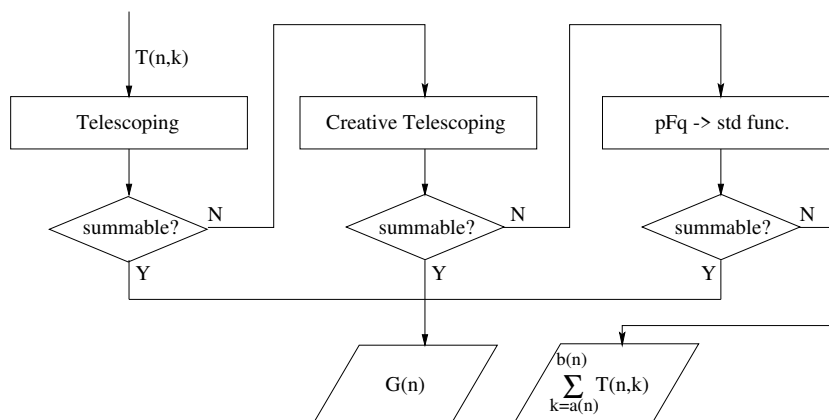 T(n,k)
Telescoping
Creative Telescoping
pFq -> std func.
summable?
N
summable?
N
summable?
N
Y
Y
Y
G(n)
b(n)
∑ T(n,k)
k=a(n)